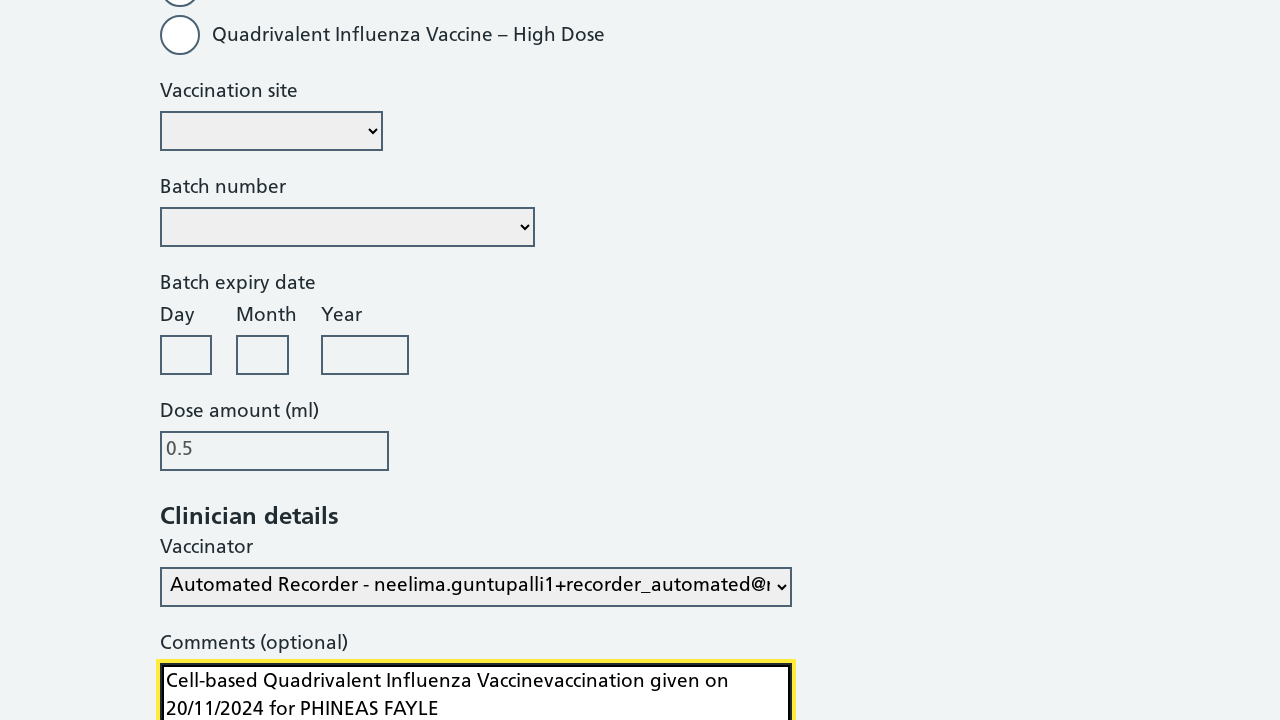 Quadrivalent Influenza Vaccine – High Dose
Vaccination site
Batch number
Batch expiry date
Day Month Year
Dose amount (ml)
0.5
Clinician details
Vaccinator
Automated Recorder - neelima.guntupalli1+recorder_automated@
Comments (optional)
Cell-based Quadrivalent Influenza Vaccinevaccination given on
20/11/2024 for PHINEAS FAYLE